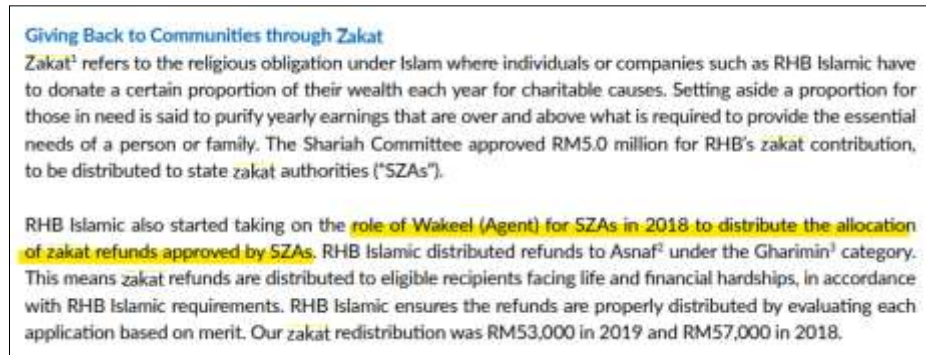 Giving Back to Communities through Zakat
Zakat¹ refers to the religious obligation under Islam where individuals or companies such as RHB Islamic have
to donate a certain proportion of their wealth each year for charitable causes. Setting aside a proportion for
those in need is said to purify yearly earnings that are over and above what is required to provide the essential
needs of a person or family. The Shariah Committee approved RM5.0 million for RHB's zakat contribution,
to be distributed to state zakat authorities ("SZAs").
RHB Islamic also started taking on the role of Wakeel (Agent) for SZAs in 2018 to distribute the allocation
of zakat refunds approved by SZAs. RHB Islamic distributed refunds to Asnaf² under the Gharimin³ category.
This means zakat refunds are distributed to eligible recipients facing life and financial hardships, in accordance
with RHB Islamic requirements. RHB Islamic ensures the refunds are properly distributed by evaluating each
application based on merit. Our zakat redistribution was RM53,000 in 2019 and RM57,000 in 2018.